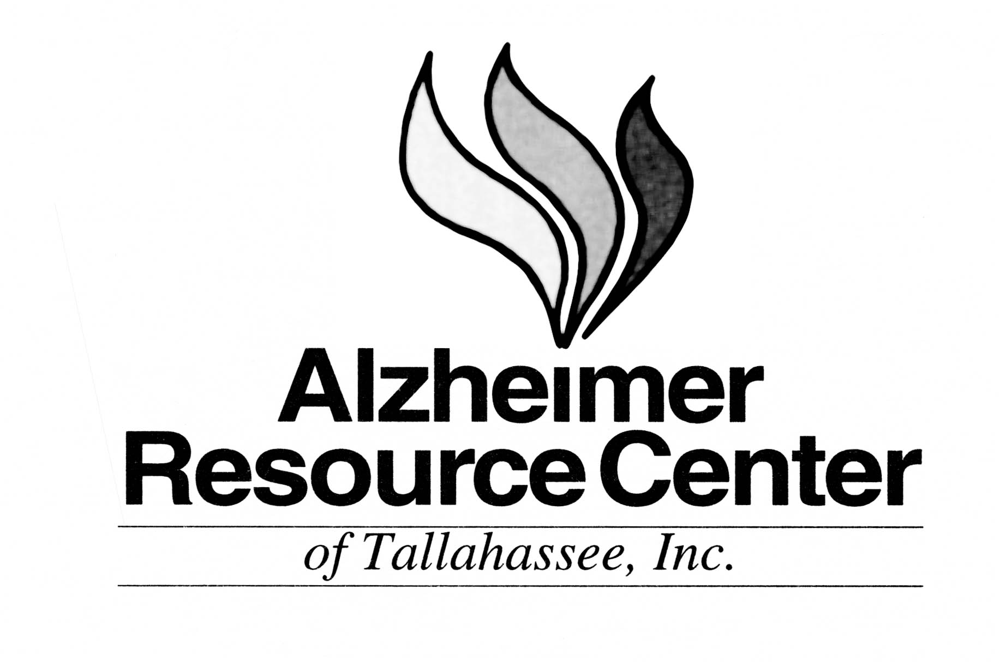 Alzheimer
Resource Center
of Tallahassee, Inc.